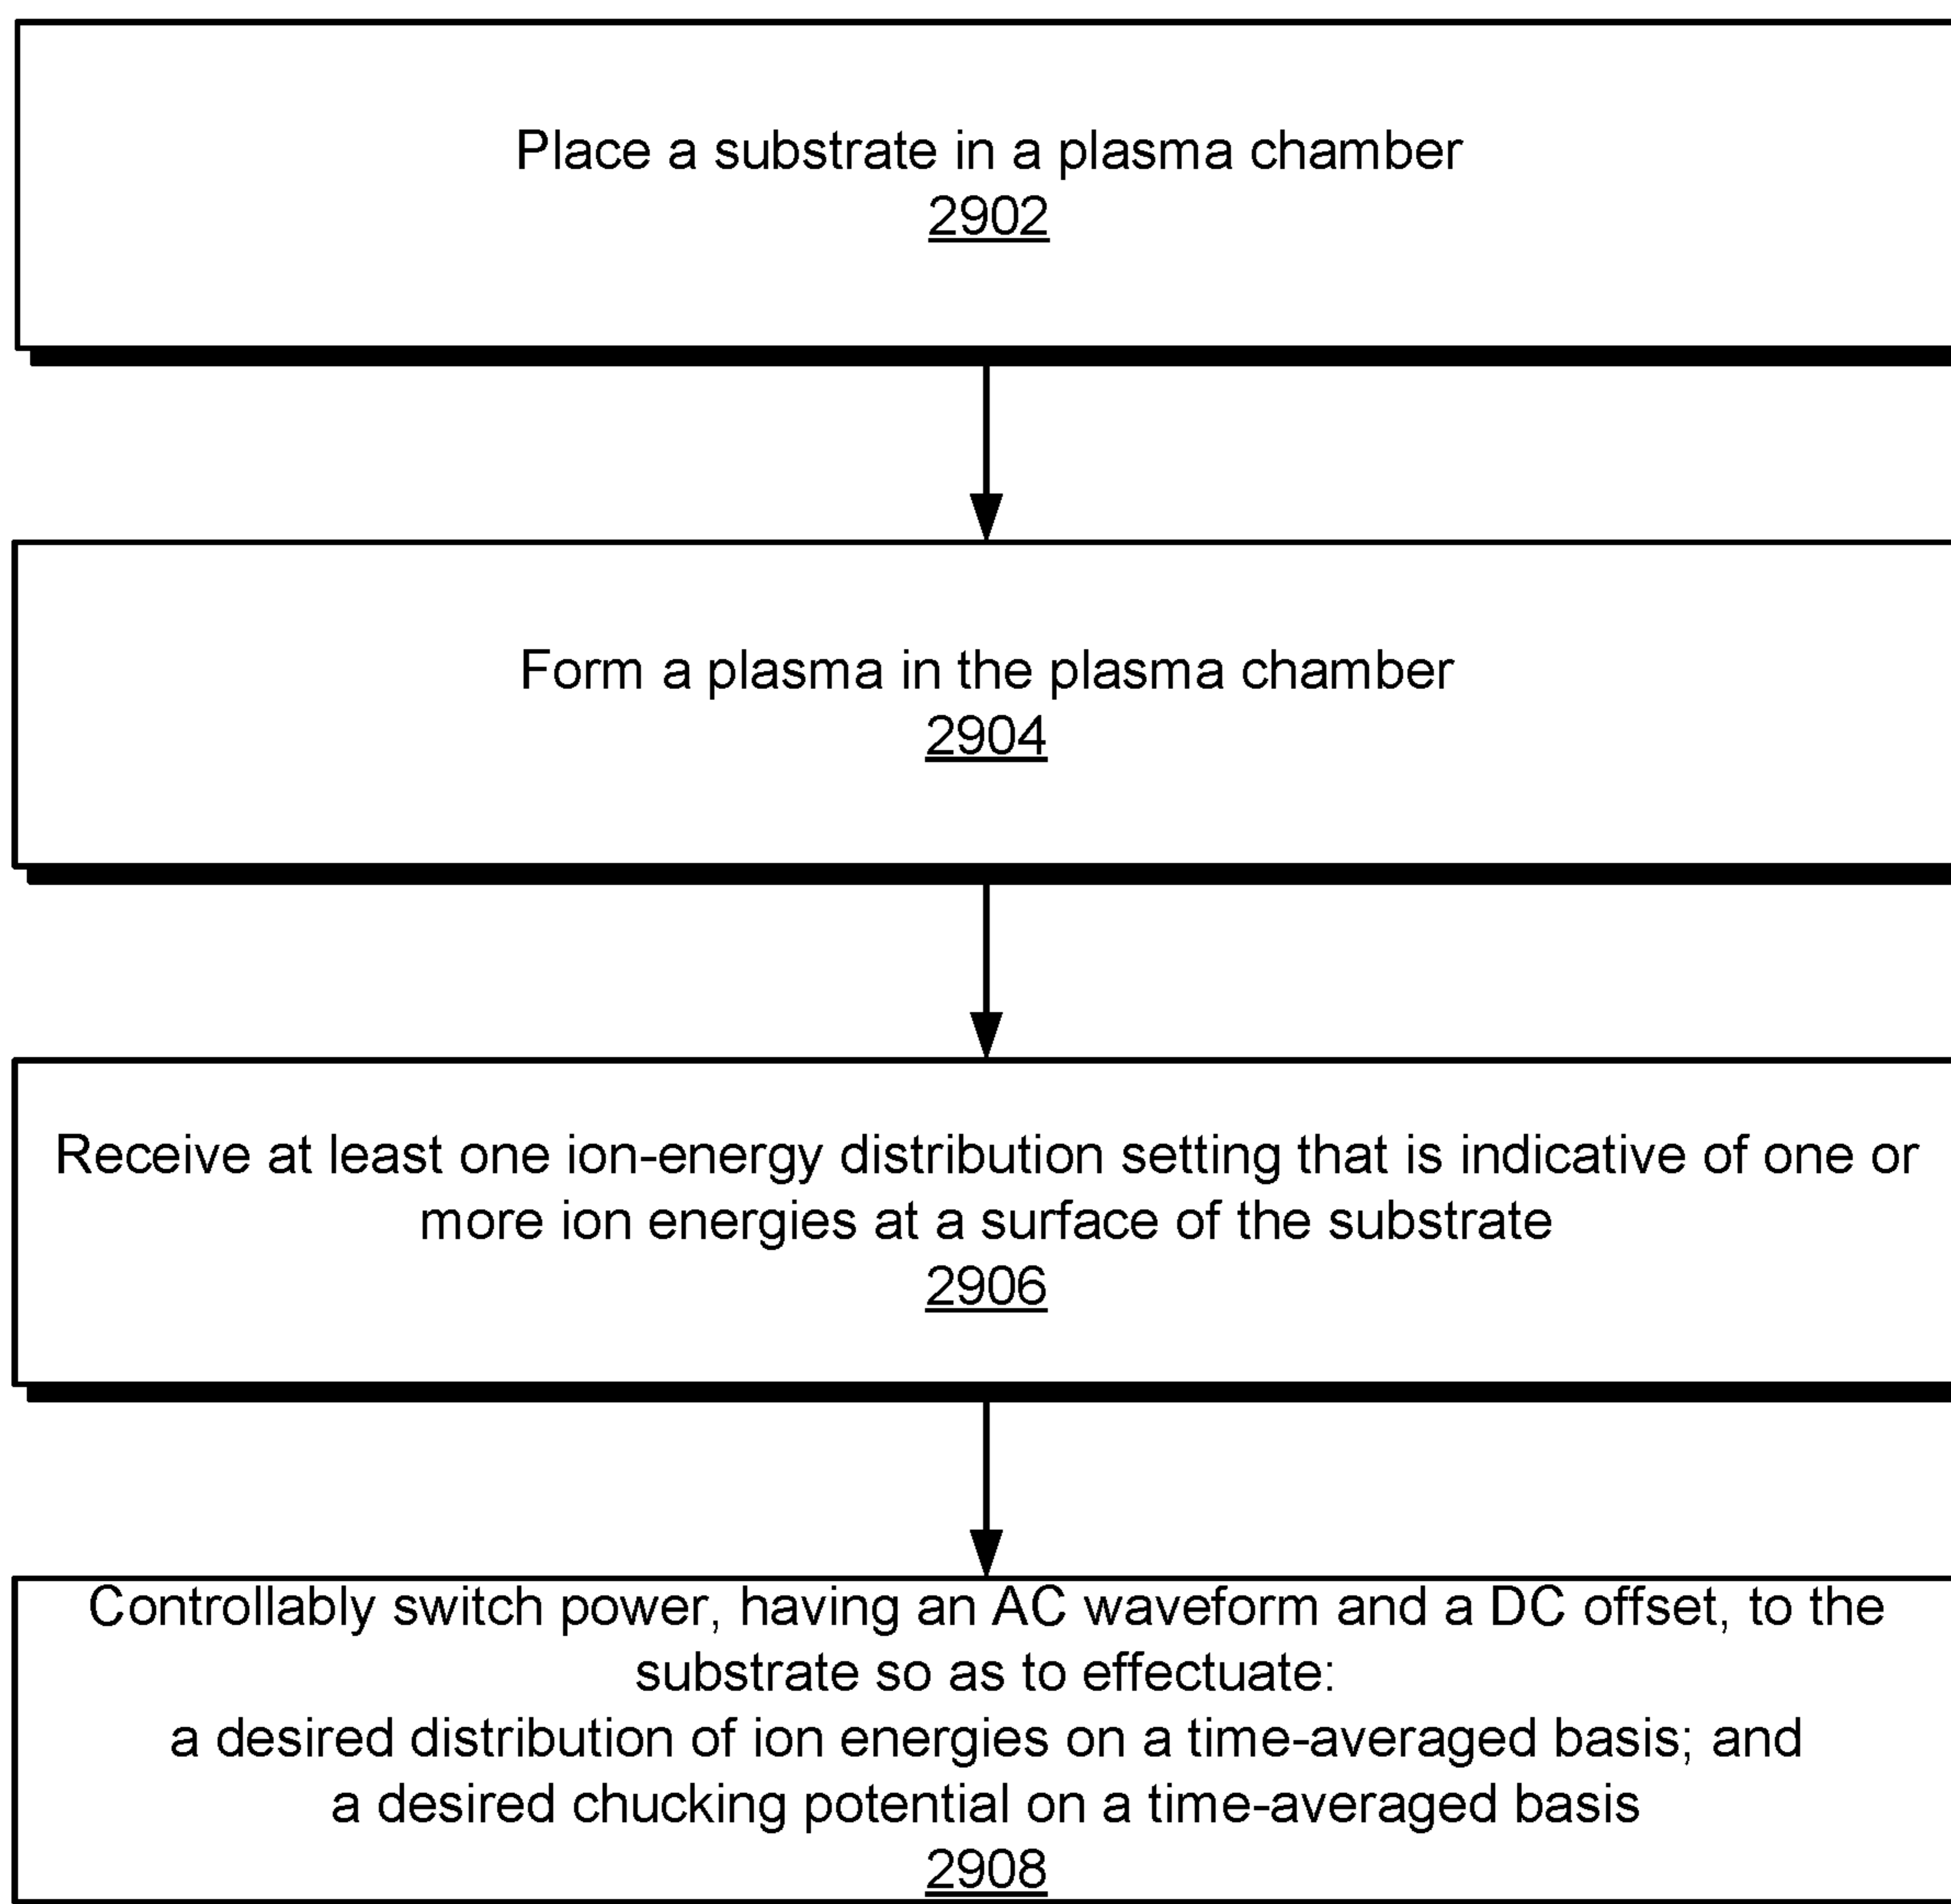 Place a substrate in a plasma chamber
2902
Form a plasma in the plasma chamber
2904
Receive at least one ion-energy distribution setting that is indicative of one or
more ion energies at a surface of the substrate
2906
Controllably switch power, having an AC waveform and a DC offset, to the
substrate so as to effectuate:
a desired distribution of ion energies on a time-averaged basis; and
a desired chucking potential on a time-averaged basis
2908